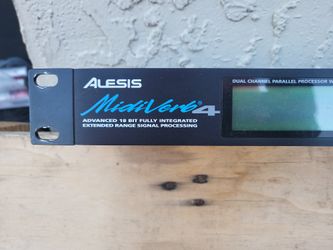 ALESIS
MidiVerb® 4
ADVANCED 18 BIT FULLY INTEGRATED
EXTENDED RANGE SIGNAL PROCESSING
DUAL CHANNEL PARALLEL PROCESSOR